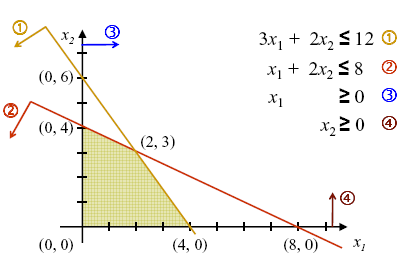 ① x₂ ③ 3x₁ + 2x₂ ≤ 12 ①
(0, 6) x₁ + 2x₂ ≤ 8 ②
② x₁ ≥ 0 ③
(0, 4) (2, 3) x₂ ≥ 0 ④
④
(0, 0) (4, 0) (8, 0) x₁